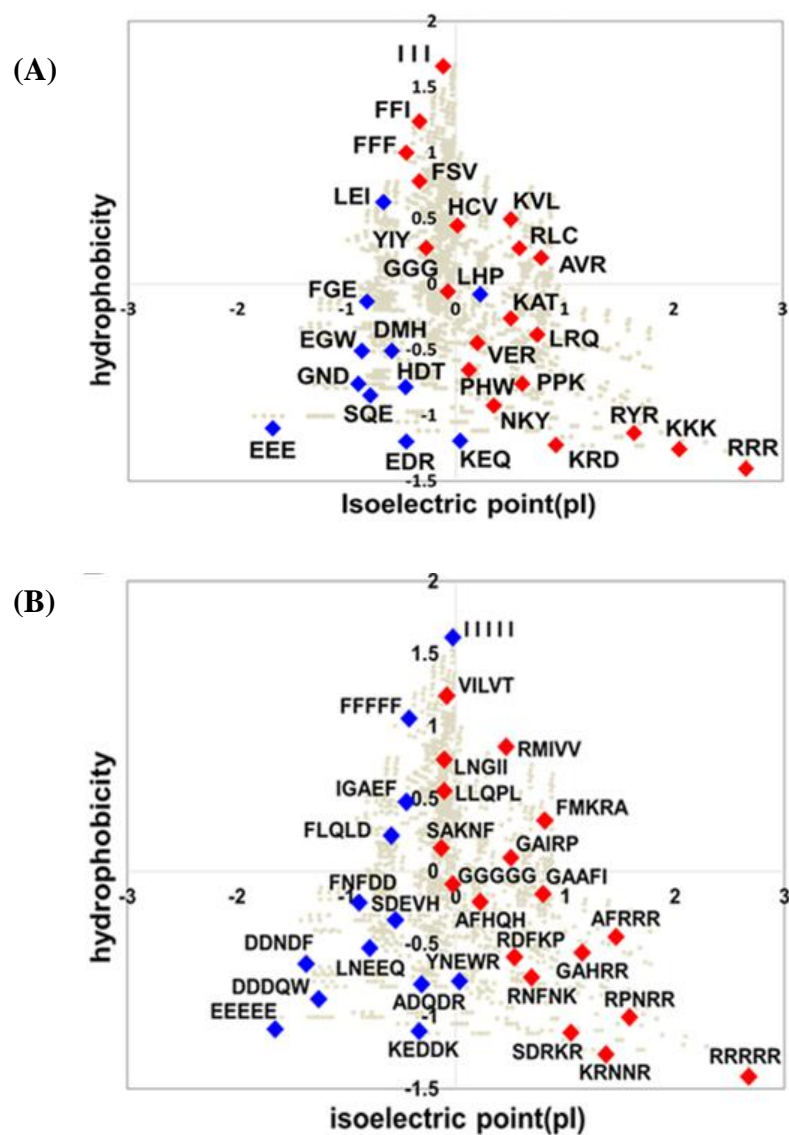 (A)
2
I I I
1.5
FFI
FFF
1
FSV
LEI
0.5
HCV
KVL
YIY
RLC
GGG
LHP
AVR
-3
-2
-1
0
0
1
2
3
FGE
KAT
EGW
DMH
-0.5
VER
LRQ
GND
HDT
PHW
PPK
SQE
-1
NKY
RYR
KKK
EEE
EDR
KEQ
KRD
RRR
-1.5
hydrophobicity
Isoelectric point(pI)
(B)
2
I I I I I
1.5
VILVT
FFFFF
1
RMIVV
LNGII
IGAEF
0.5
LLQPL
FMKRA
FLQLD
SAKNF
GAIRP
0
FNFDD
GGGGG
GAAFI
-3
-2
-1
0
1
2
3
SDEVH
AFHQH
AFRRR
DDNDF
-0.5
RDFKP
LNEEQ
YNEWR
GAHRR
DDDQW
ADQDR
RNFNK
RPNRR
EEEEE
-1
KEDDK
SDRKR
KRNNR
RRRRR
-1.5
hydrophobicity
isoelectric point(pI)